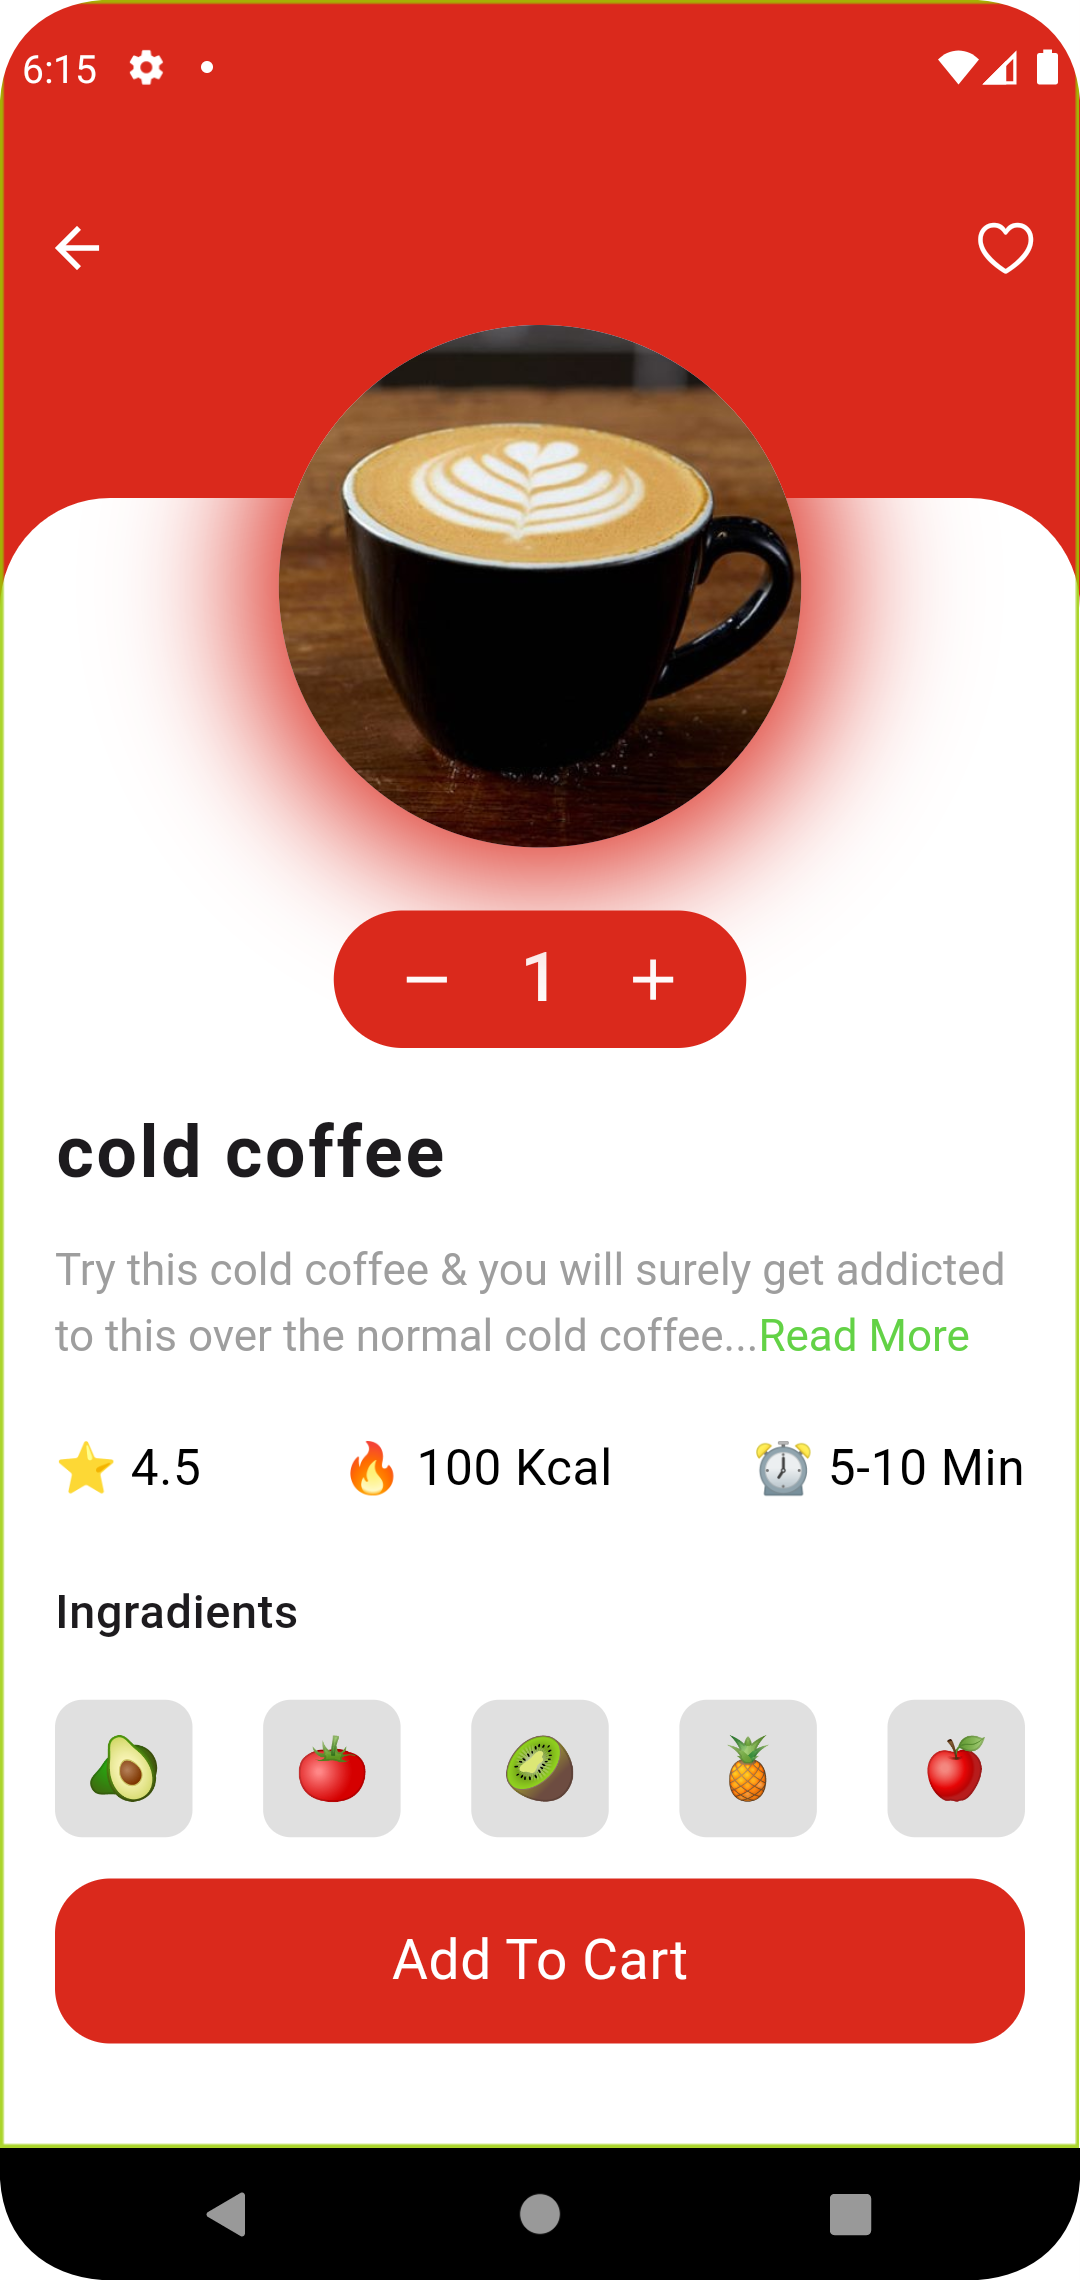 6:15
1
cold coffee
Try this cold coffee & you will surely get addicted
to this over the normal cold coffee...Read More
4.5 100 Kcal 5-10 Min
Ingradients
Add To Cart